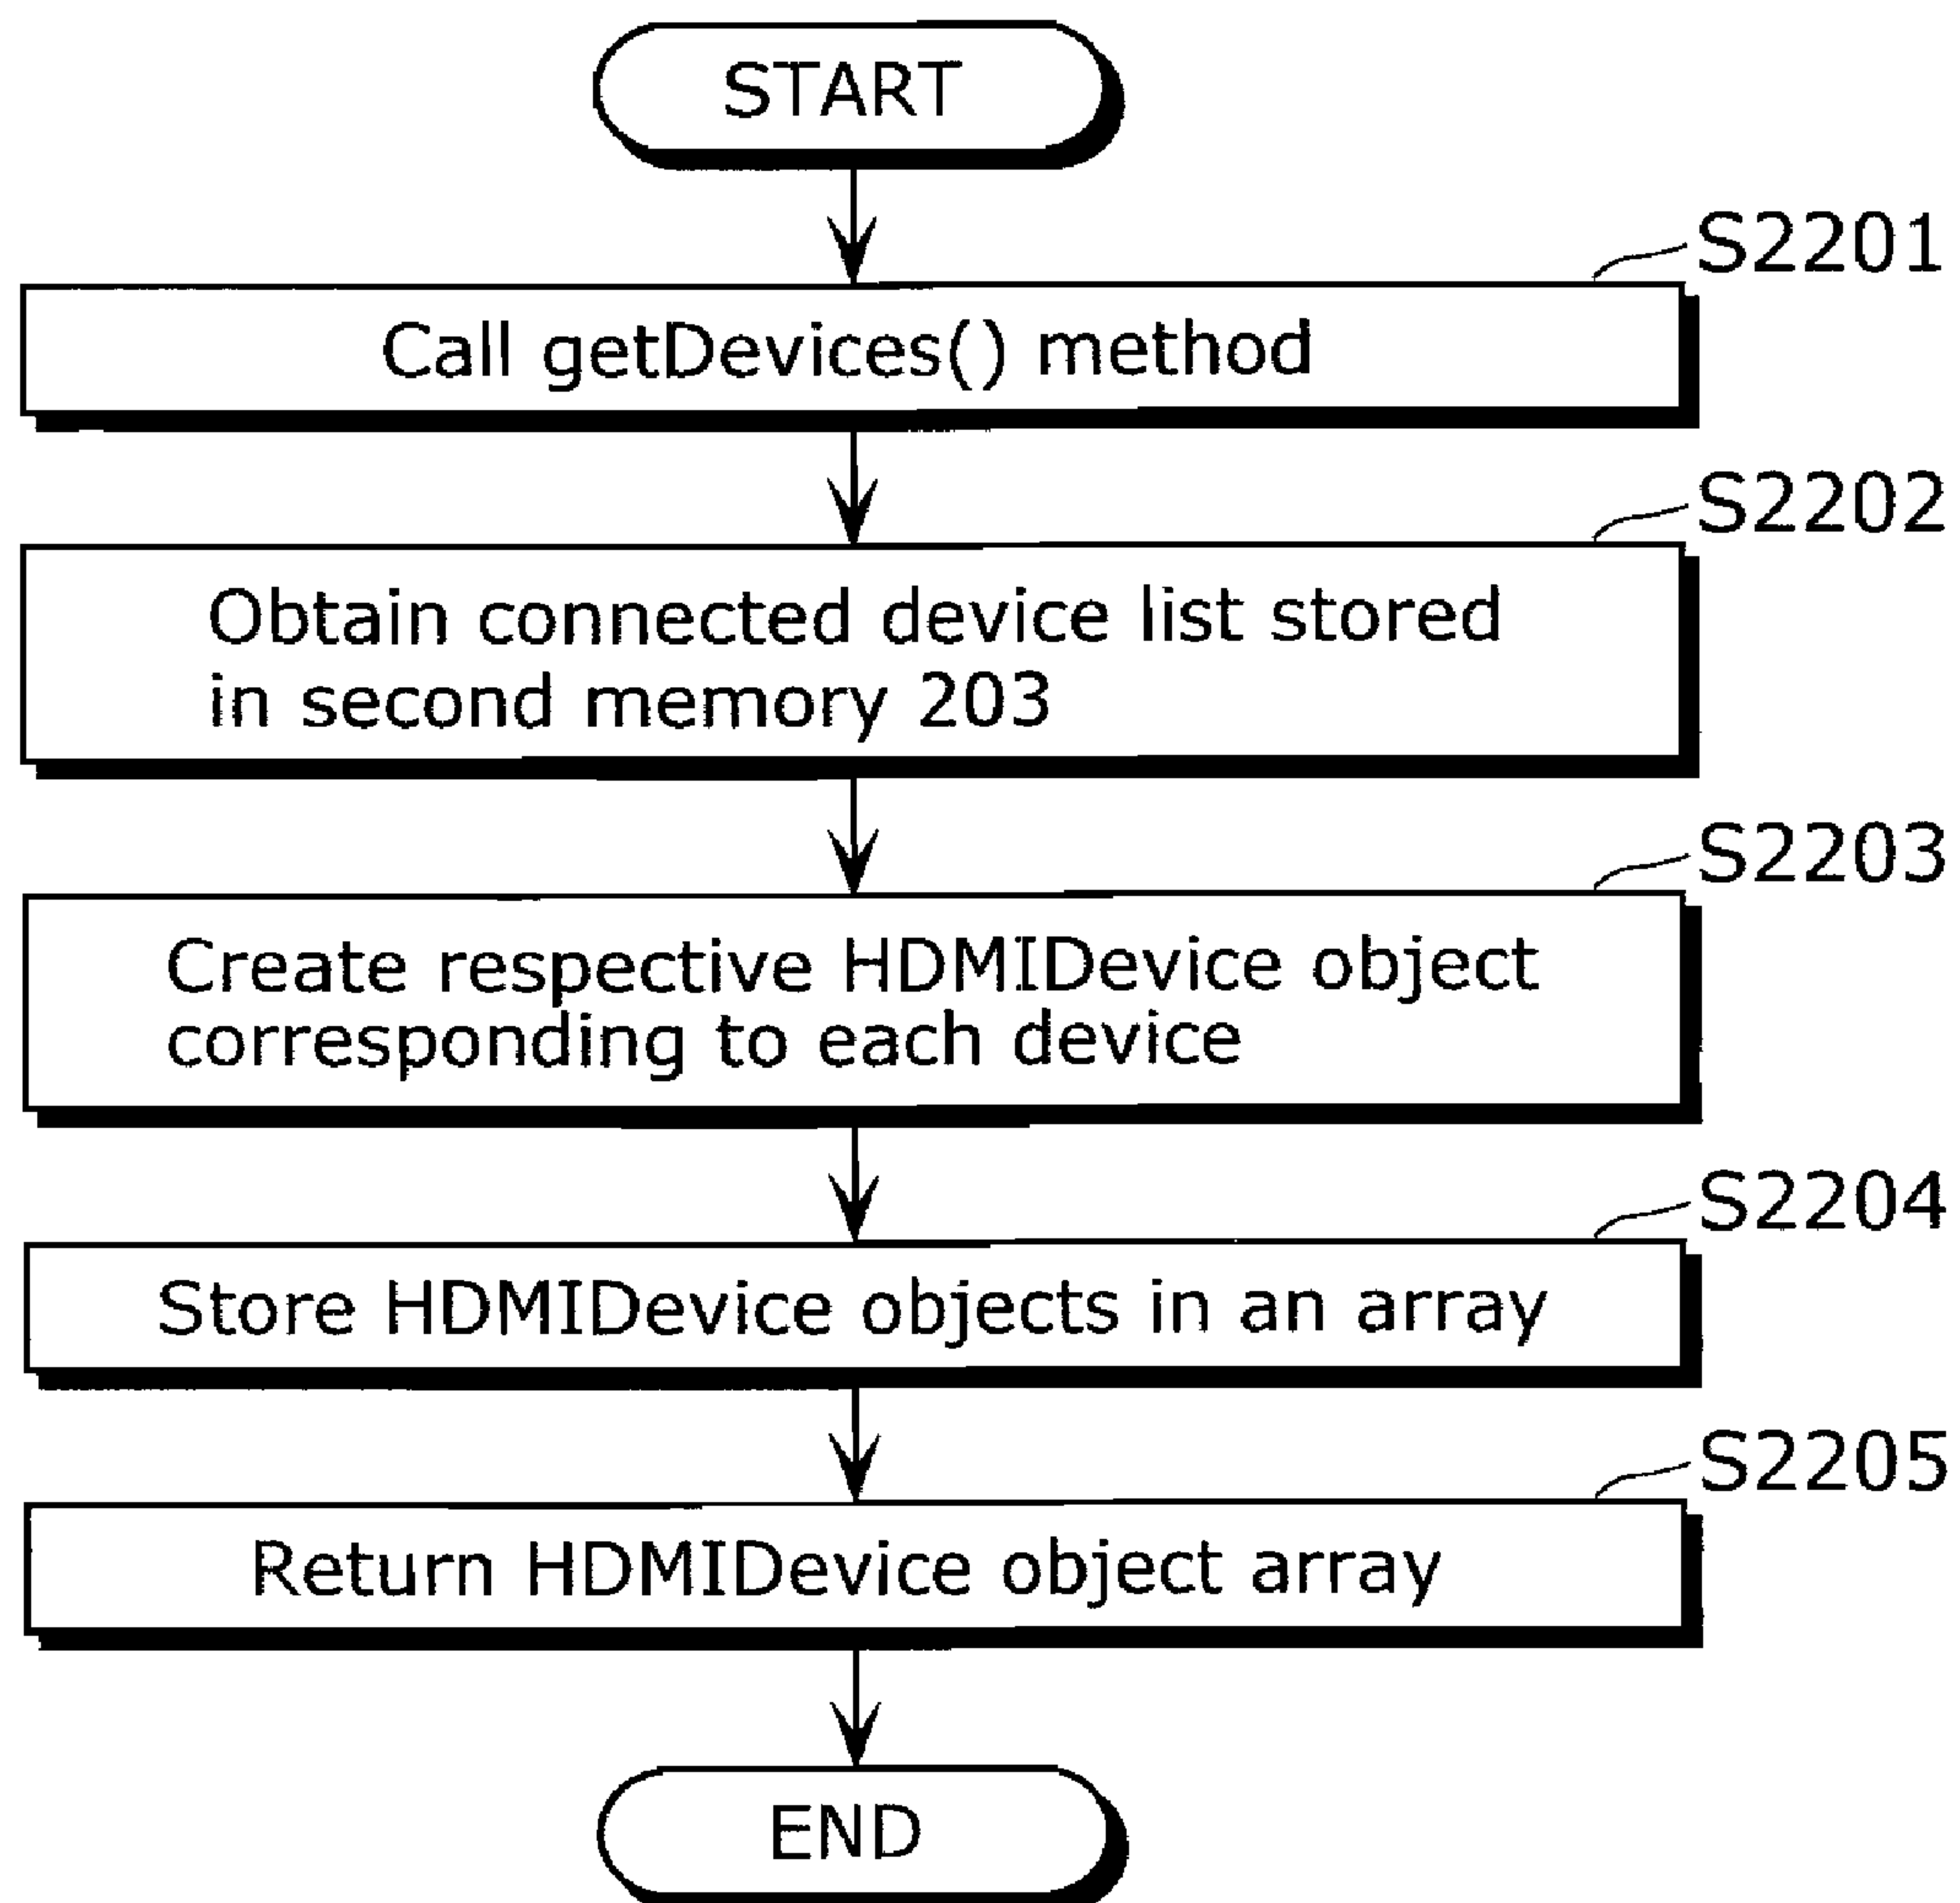 START
S2201
Call getDevices() method
S2202
Obtain connected device list stored
in second memory 203
S2203
Create respective HDMIDevice object
corresponding to each device
S2204
Store HDMIDevice objects in an array
S2205
Return HDMIDevice object array
END